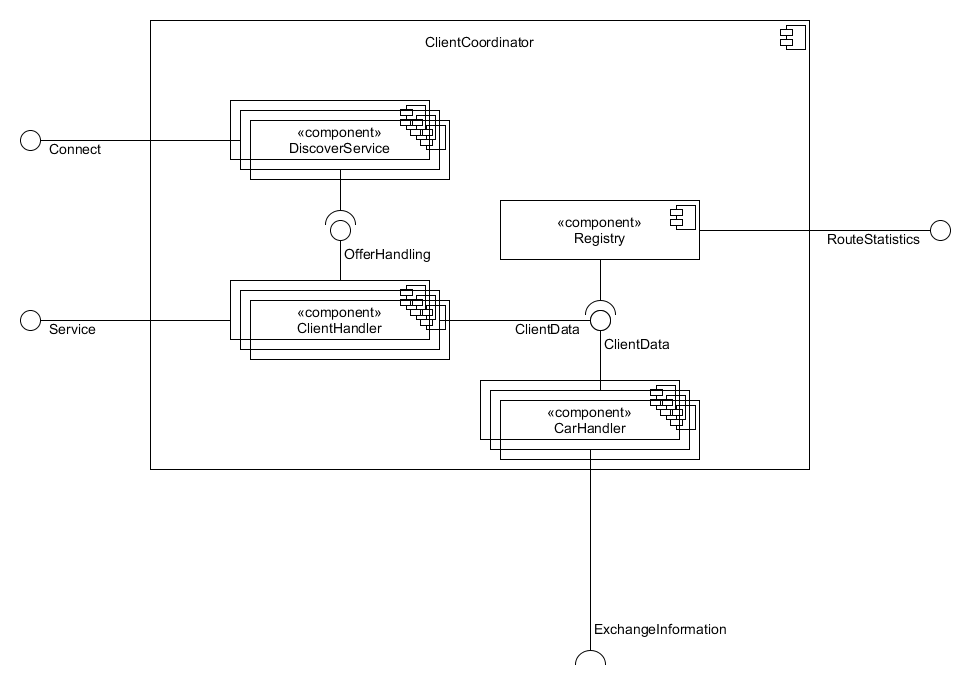 ClientCoordinator
«component»
DiscoverService
Connect
«component»
Registry
RouteStatistics
OfferHandling
«component»
ClientHandler
Service
ClientData
ClientData
«component»
CarHandler
ExchangeInformation